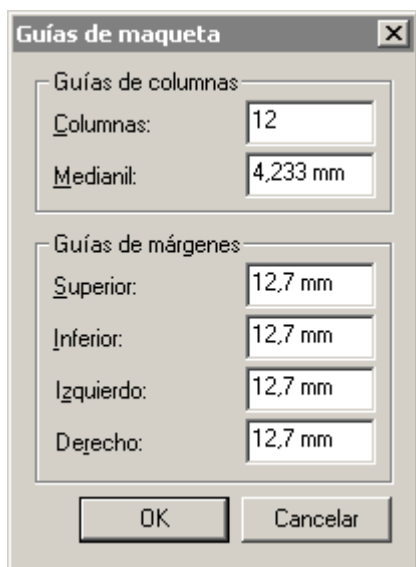 Guías de maqueta
Guías de columnas
Columnas: 12
Medianil: 4,233 mm
Guías de márgenes
Superior: 12,7 mm
Inferior: 12,7 mm
Izquierdo: 12,7 mm
Derecho: 12,7 mm
OK Cancelar